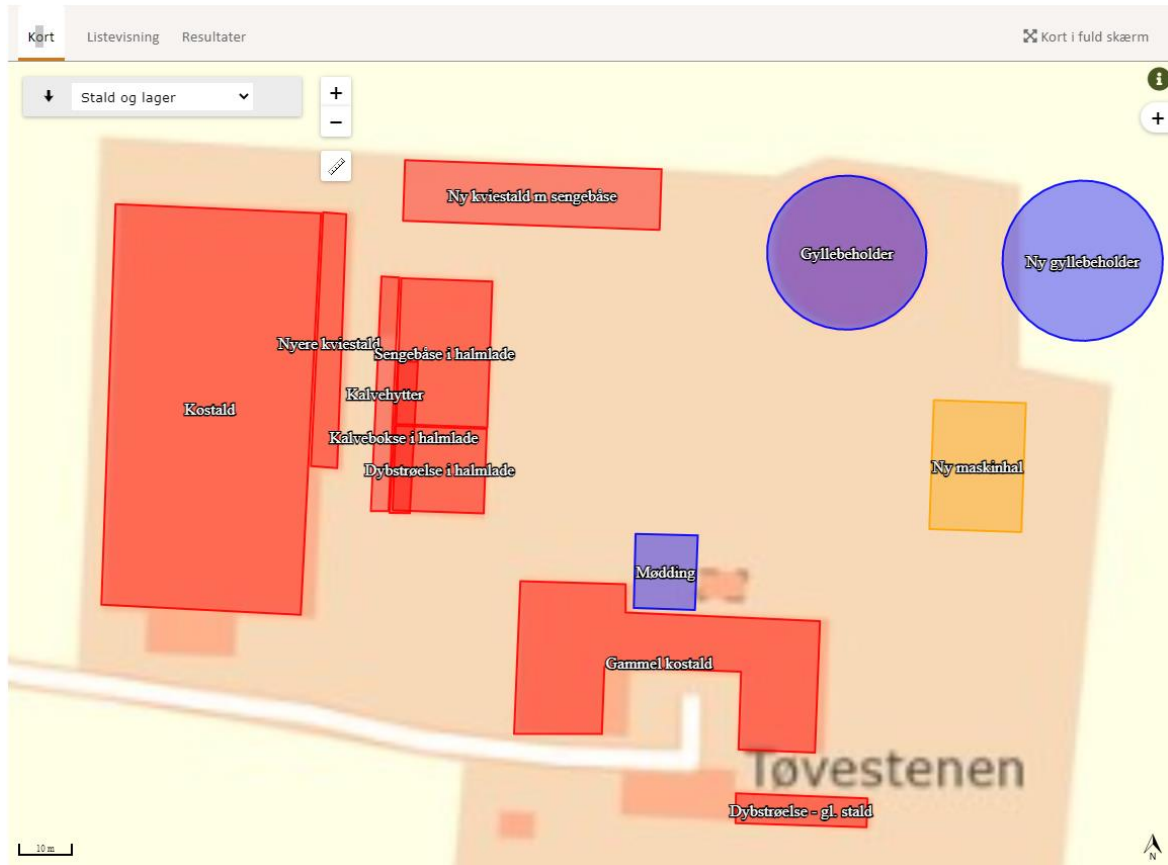 Kort Listevisning Resultater Kort i fuld skærm
Stald og lager
+
−
i
+
Ny kviestald m sengebåse
Gyllebeholder
Ny gyllebeholder
Nyere kviestald
Sengebåse i halmlade
Kalvehytter
Kostald
Kalvebokse i halmlade
Dybstrøelse i halmlade
Ny maskinhal
Mødding
Gammel kostald
Tøvestenen
Dybstrøelse - gl. stald
10 m
N